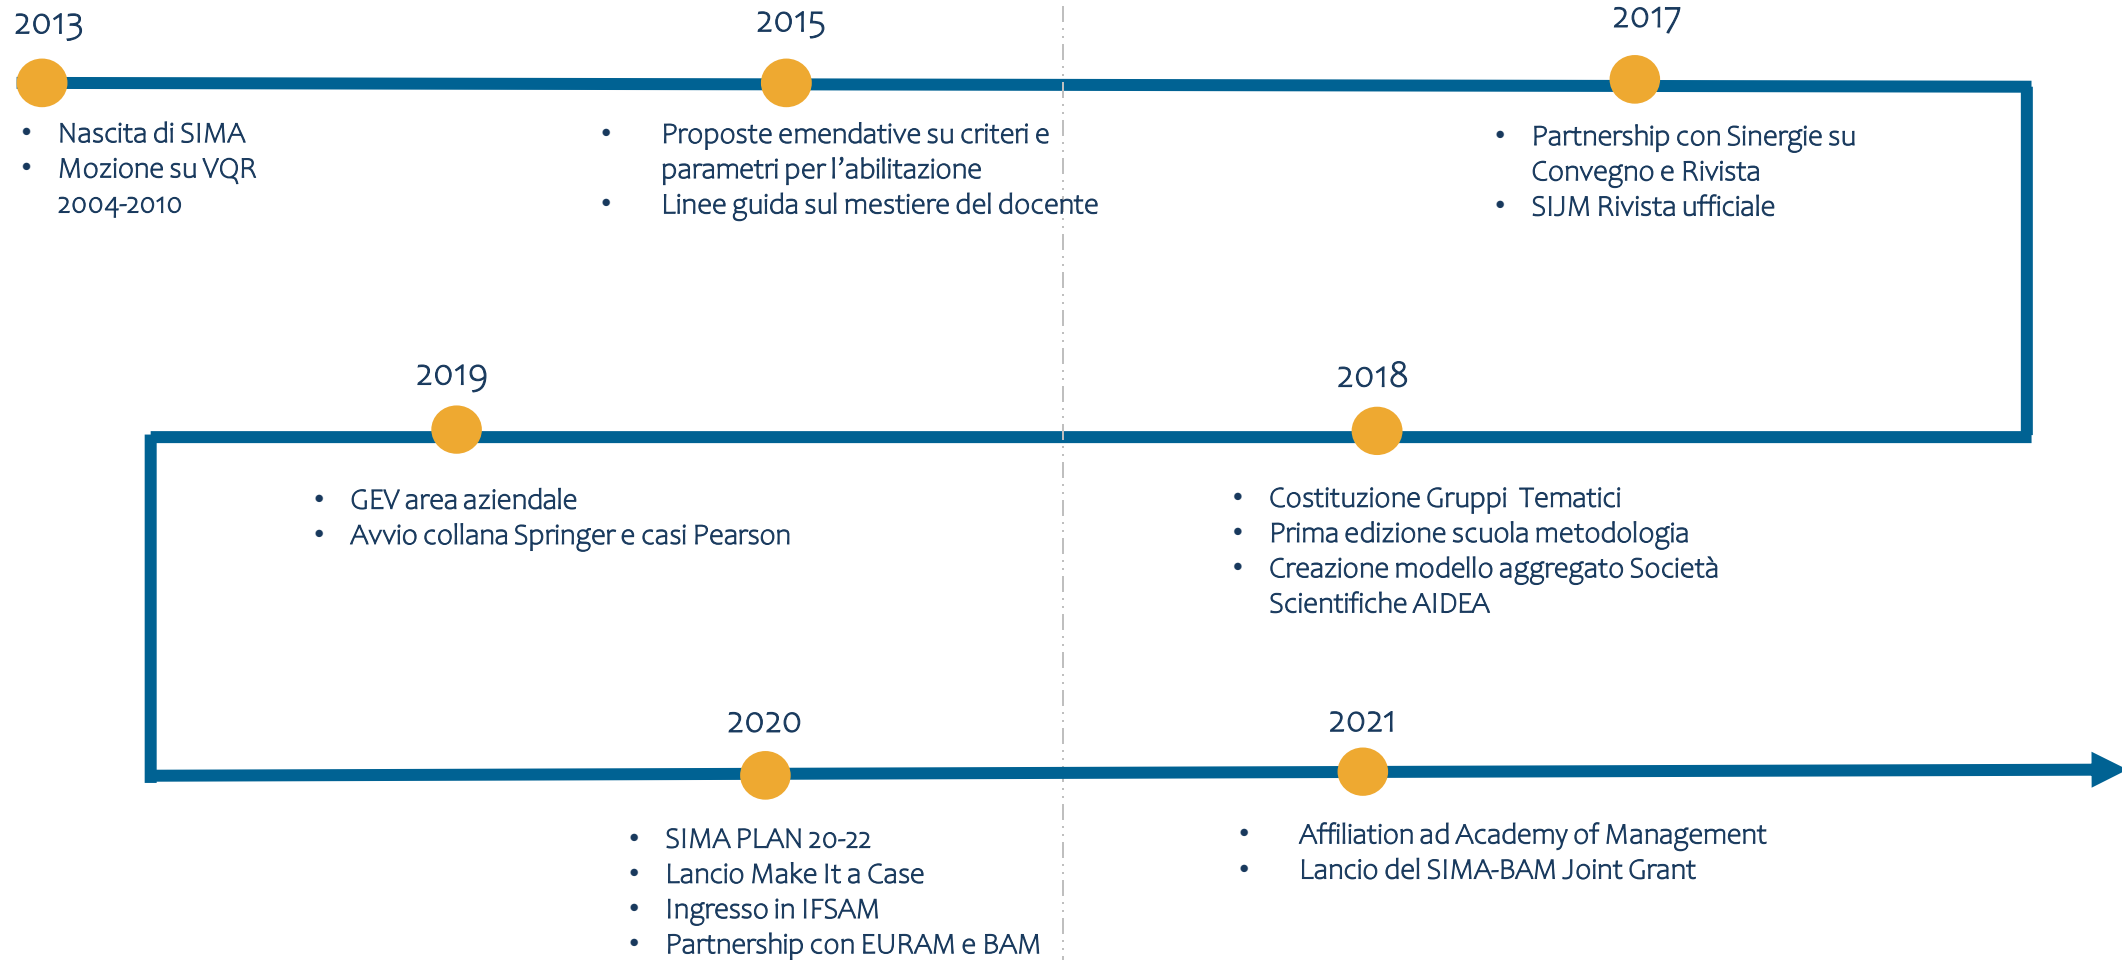 2013
• Nascita di SIMA
• Mozione su VQR
2004-2010
2015
• Proposte emendative su criteri e
parametri per l'abilitazione
• Linee guida sul mestiere del docente
2017
• Partnership con Sinergie su
Convegno e Rivista
• SIJM Rivista ufficiale
2018
• Costituzione Gruppi Tematici
• Prima edizione scuola metodologia
• Creazione modello aggregato Società
Scientifiche AIDEA
2019
• GEV area aziendale
• Avvio collana Springer e casi Pearson
2020
• SIMA PLAN 20-22
• Lancio Make It a Case
• Ingresso in IFSAM
• Partnership con EURAM e BAM
2021
• Affiliation ad Academy of Management
• Lancio del SIMA-BAM Joint Grant